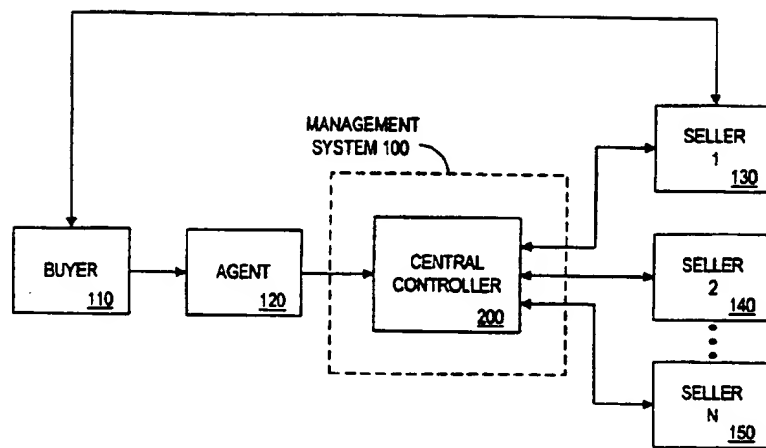 MANAGEMENT
SYSTEM 100
SELLER
1
130
BUYER
110
AGENT
120
CENTRAL
CONTROLLER
200
SELLER
2
140
SELLER
N
150